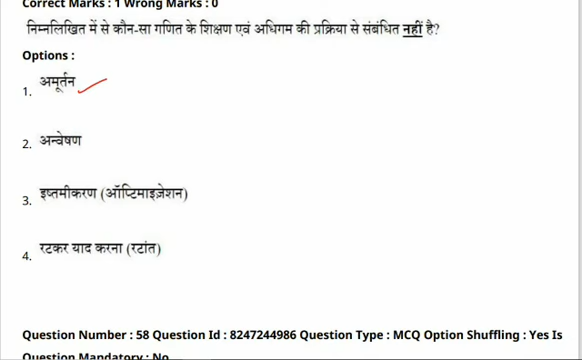 Correct Marks : 1 Wrong Marks : 0
निम्नलिखित में से कौन-सा गणित के शिक्षण एवं अधिगम की प्रक्रिया से संबंधित नहीं है?
Options :
1. अमूर्तन
2. अन्वेषण
3. इष्तमीकरण (ऑप्टिमाइज़ेशन)
4. रटकर याद करना (रटांत)
Question Number : 58 Question Id : 8247244986 Question Type : MCQ Option Shuffling : Yes Is
Question Mandatory : No